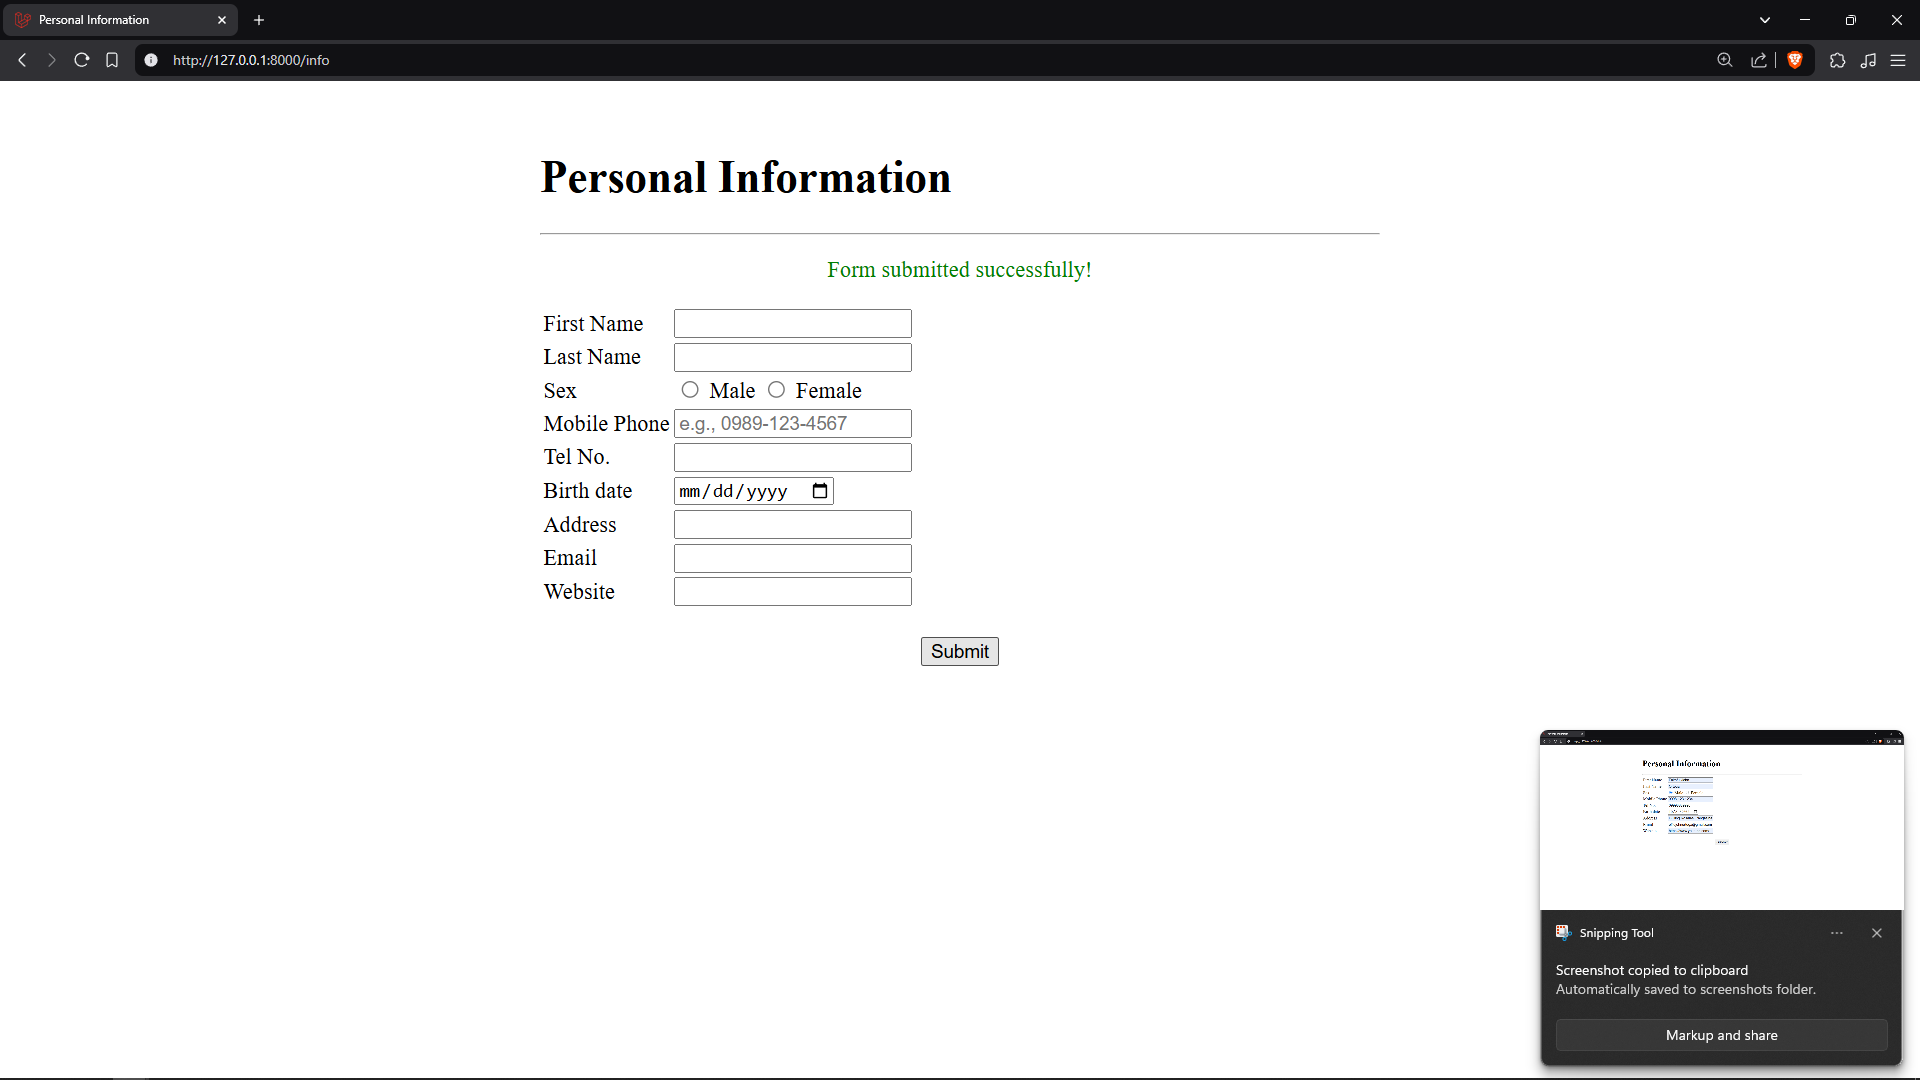 Personal Information
http://127.0.0.1:8000/info
Personal Information
Form submitted successfully!
First Name
Last Name
Sex Male Female
Mobile Phone e.g., 0989-123-4567
Tel No.
Birth date mm/dd/yyyy
Address
Email
Website
Submit
Personal Information
Snipping Tool
Screenshot copied to clipboard
Automatically saved to screenshots folder.
Markup and share